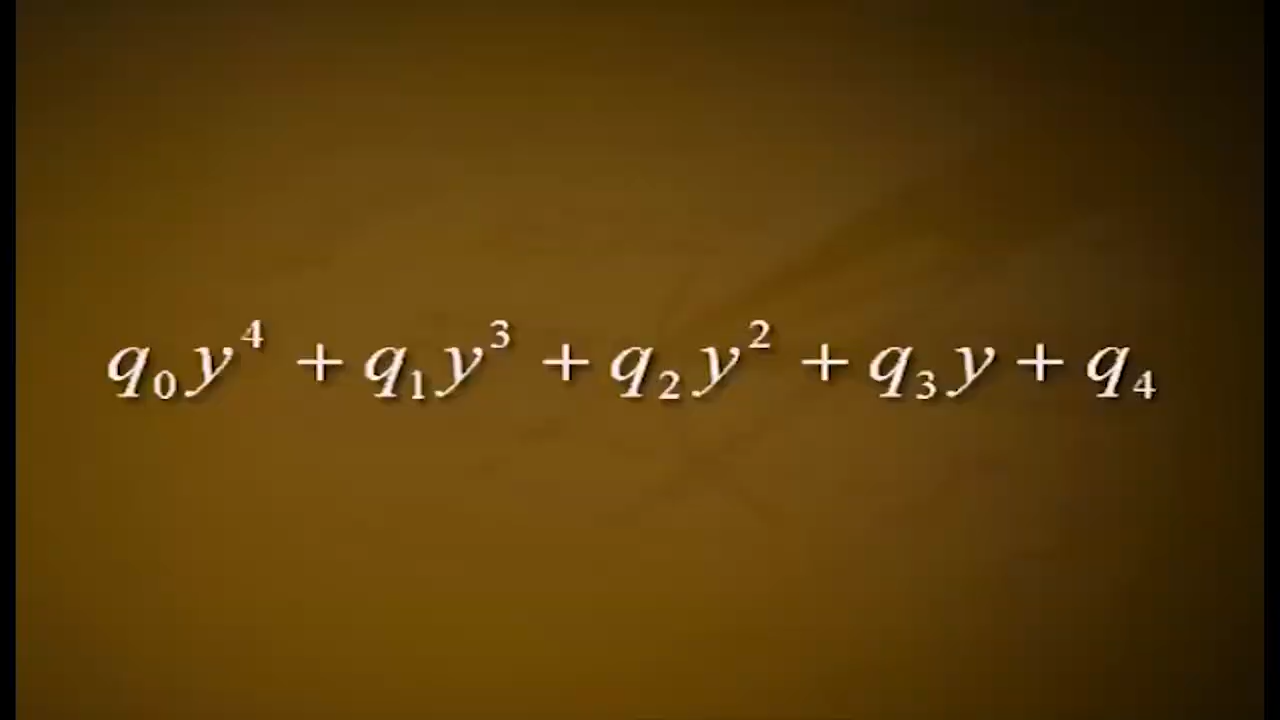 q₀y⁴ + q₁y³ + q₂y² + q₃y + q₄